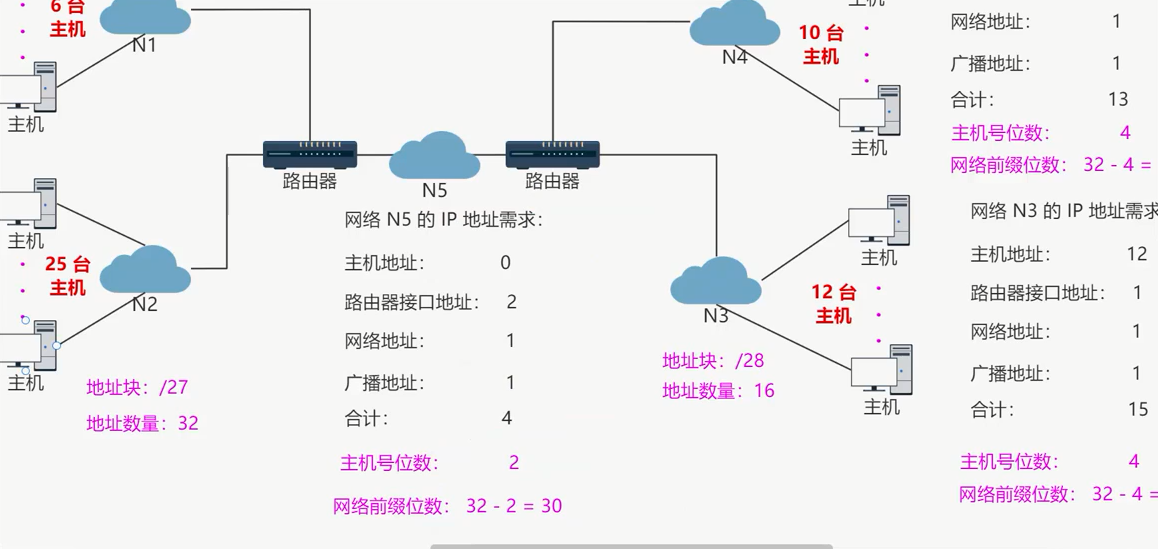 6 台
主机
N1
主机
主机
25 台
主机
N2
主机
地址块：/27
地址数量：32
路由器
N5
路由器
网络 N5 的 IP 地址需求：
主机地址： 0
路由器接口地址： 2
网络地址： 1
广播地址： 1
合计： 4
主机号位数： 2
网络前缀位数： 32 - 2 = 30
N4
10 台
主机
主机
主机
N3
12 台
主机
地址块：/28
地址数量：16
主机
网络地址： 1
广播地址： 1
合计： 13
主机号位数： 4
网络前缀位数： 32 - 4 =
网络 N3 的 IP 地址需求
主机地址： 12
路由器接口地址： 1
网络地址： 1
广播地址： 1
合计： 15
主机号位数： 4
网络前缀位数： 32 - 4 =